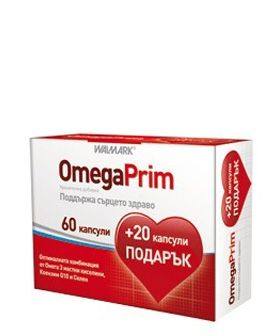 WALMARK®
OmegaPrim
Хранителна добавка
Поддържа сърцето здраво
60 капсули
+20 капсули
ПОДАРЪК
Оптималната комбинация
от Омега 3 мастни киселини,
Коензим Q10 и Селен
+20
капсули
ПОДАРЪК